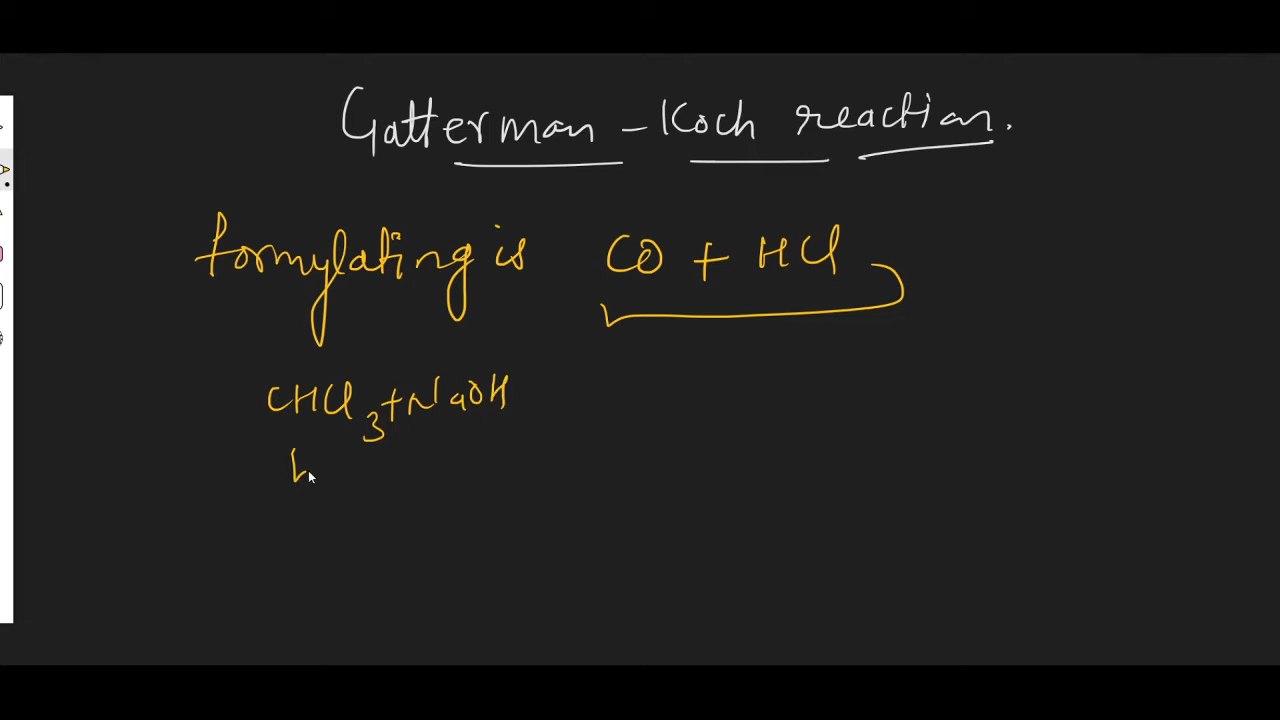 Gatterman - Koch reaction.
formylating is CO + HCl
CHCl3 + NaOH